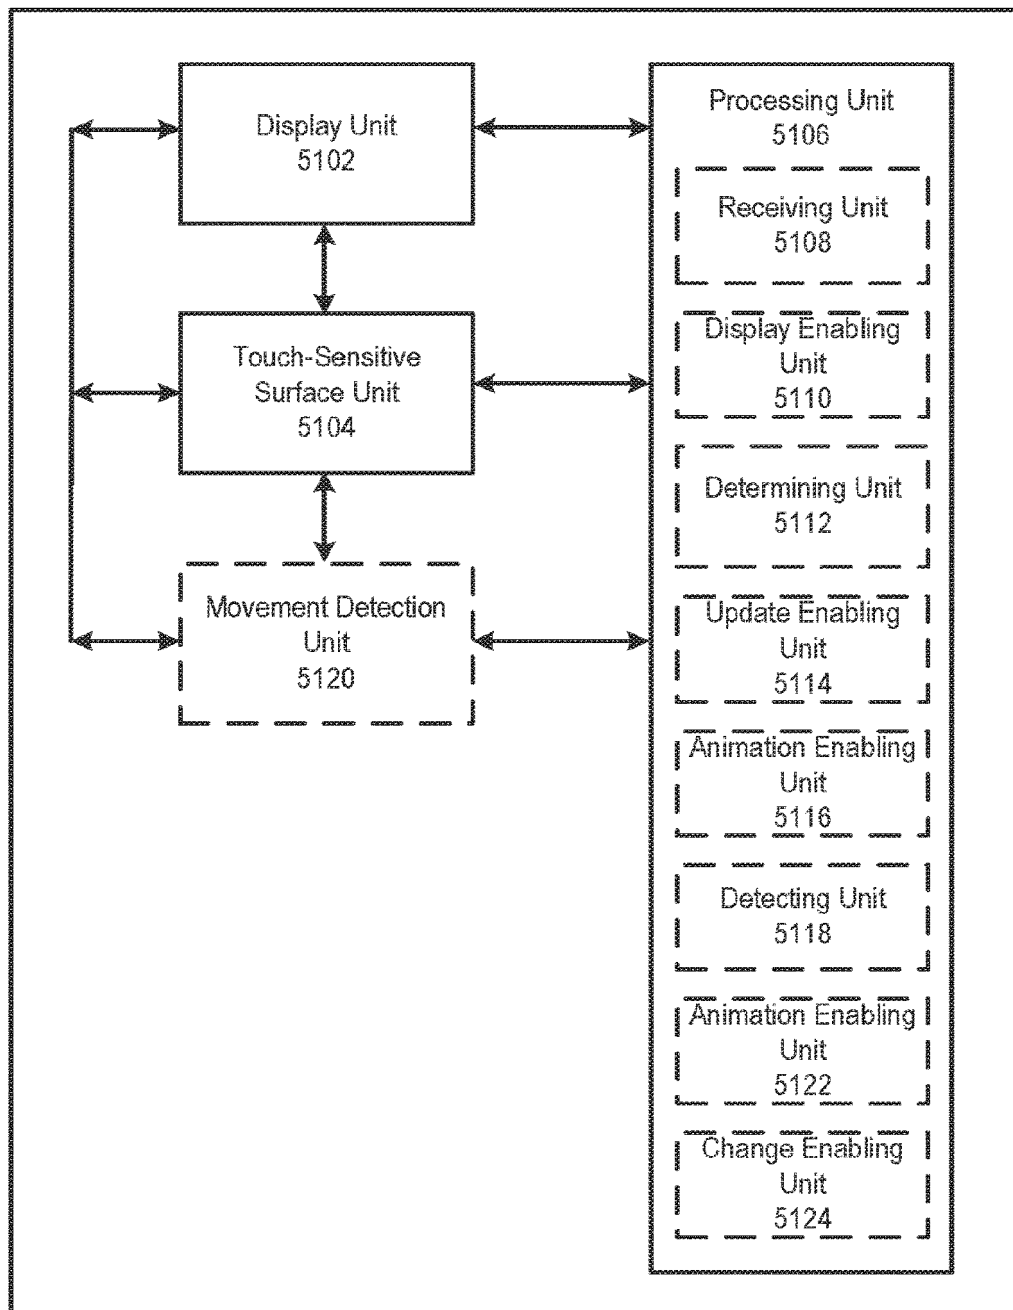 Display Unit
5102
Touch-Sensitive
Surface Unit
5104
Movement Detection
Unit
5120
Processing Unit
5106
Receiving Unit
5108
Display Enabling
Unit
5110
Determining Unit
5112
Update Enabling
Unit
5114
Animation Enabling
Unit
5116
Detecting Unit
5118
Animation Enabling
Unit
5122
Change Enabling
Unit
5124